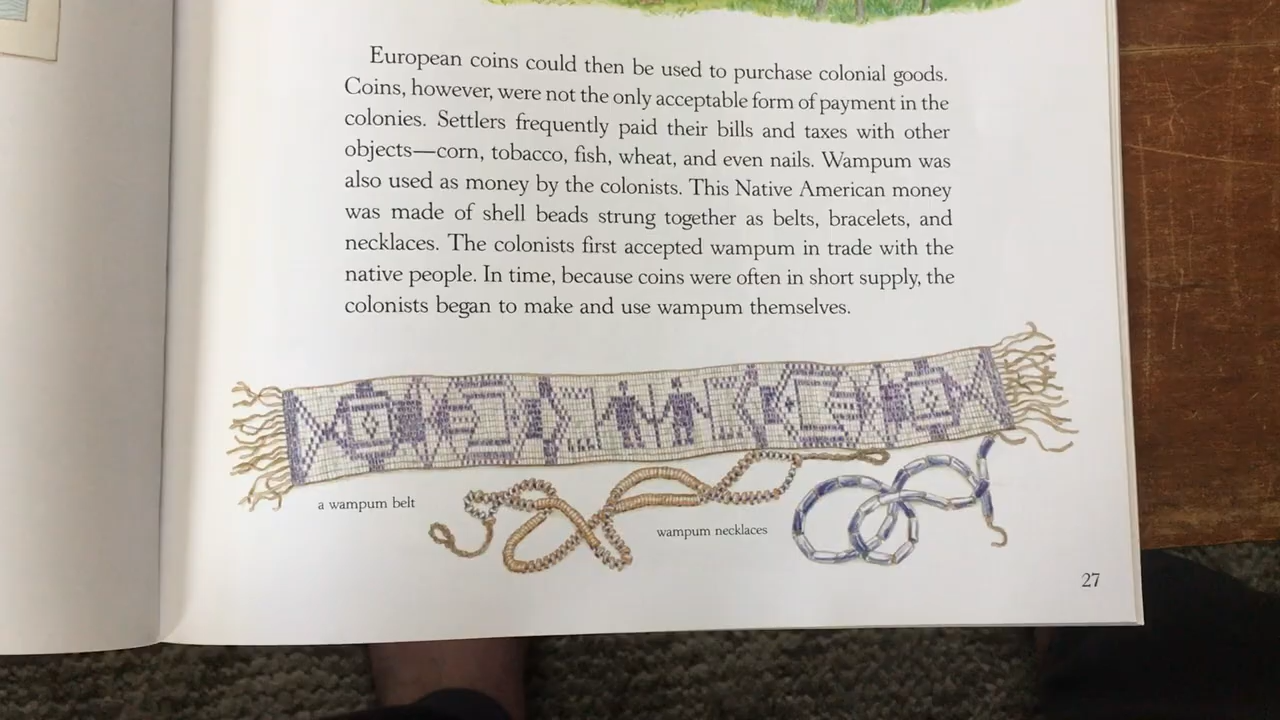 European coins could then be used to purchase colonial goods.
Coins, however, were not the only acceptable form of payment in the
colonies. Settlers frequently paid their bills and taxes with other
objects—corn, tobacco, fish, wheat, and even nails. Wampum was
also used as money by the colonists. This Native American money
was made of shell beads strung together as belts, bracelets, and
necklaces. The colonists first accepted wampum in trade with the
native people. In time, because coins were often in short supply, the
colonists began to make and use wampum themselves.
a wampum belt
wampum necklaces
27